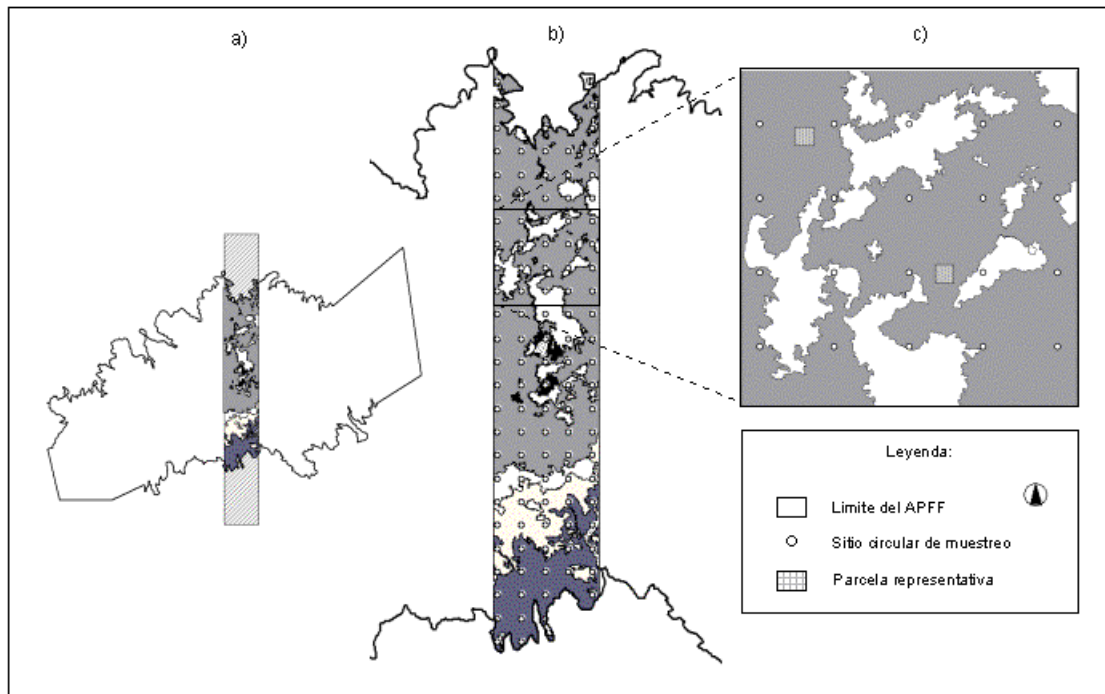 a)
b)
c)
Leyenda:
Limite del APFF
Sitio circular de muestreo
Parcela representativa